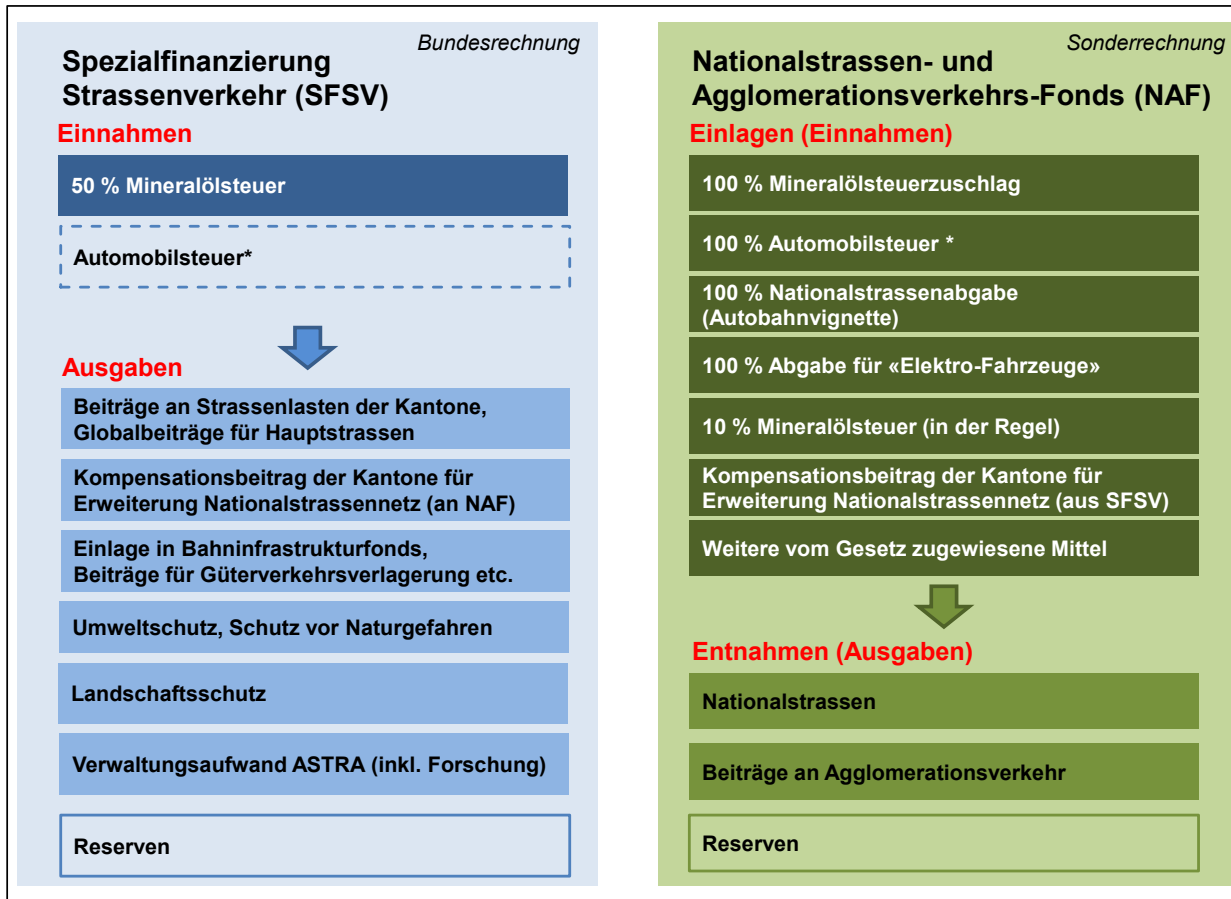 Bundesrechnung
Spezialfinanzierung
Strassenverkehr (SFSV)
Einnahmen
50 % Mineralölsteuer
Automobilsteuer*
Ausgaben
Beiträge an Strassenlasten der Kantone,
Globalbeiträge für Hauptstrassen
Kompensationsbeitrag der Kantone für
Erweiterung Nationalstrassennetz (an NAF)
Einlage in Bahninfrastrukturfonds,
Beiträge für Güterverkehrsverlagerung etc.
Umweltschutz, Schutz vor Naturgefahren
Landschaftsschutz
Verwaltungsaufwand ASTRA (inkl. Forschung)
Reserven
Sonderrechnung
Nationalstrassen- und
Agglomerationsverkehrs-Fonds (NAF)
Einlagen (Einnahmen)
100 % Mineralölsteuerzuschlag
100 % Automobilsteuer *
100 % Nationalstrassenabgabe
(Autobahnvignette)
100 % Abgabe für «Elektro-Fahrzeuge»
10 % Mineralölsteuer (in der Regel)
Kompensationsbeitrag der Kantone für
Erweiterung Nationalstrassennetz (aus SFSV)
Weitere vom Gesetz zugewiesene Mittel
Entnahmen (Ausgaben)
Nationalstrassen
Beiträge an Agglomerationsverkehr
Reserven